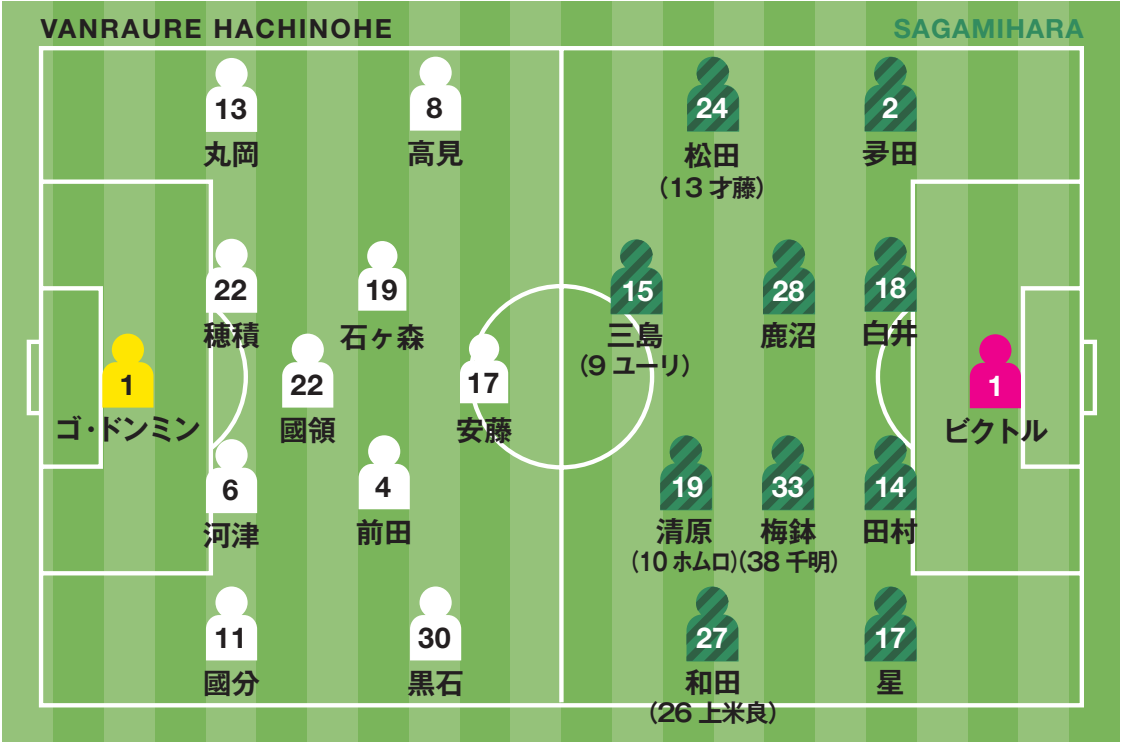 VANRAURE HACHINOHE
SAGAMIHARA
13
丸岡
8
高見
22
穂積
19
石ヶ森
1
ゴ・ドンミン
22
國領
17
安藤
6
河津
4
前田
11
國分
30
黒石
24
松田
(13 才藤)
2
夛田
15
三島
(9 ユーリ)
28
鹿沼
18
白井
1
ビクトル
19
清原
(10 ホムロ)
33
梅鉢
(38 千明)
14
田村
27
和田
(26 上米良)
17
星